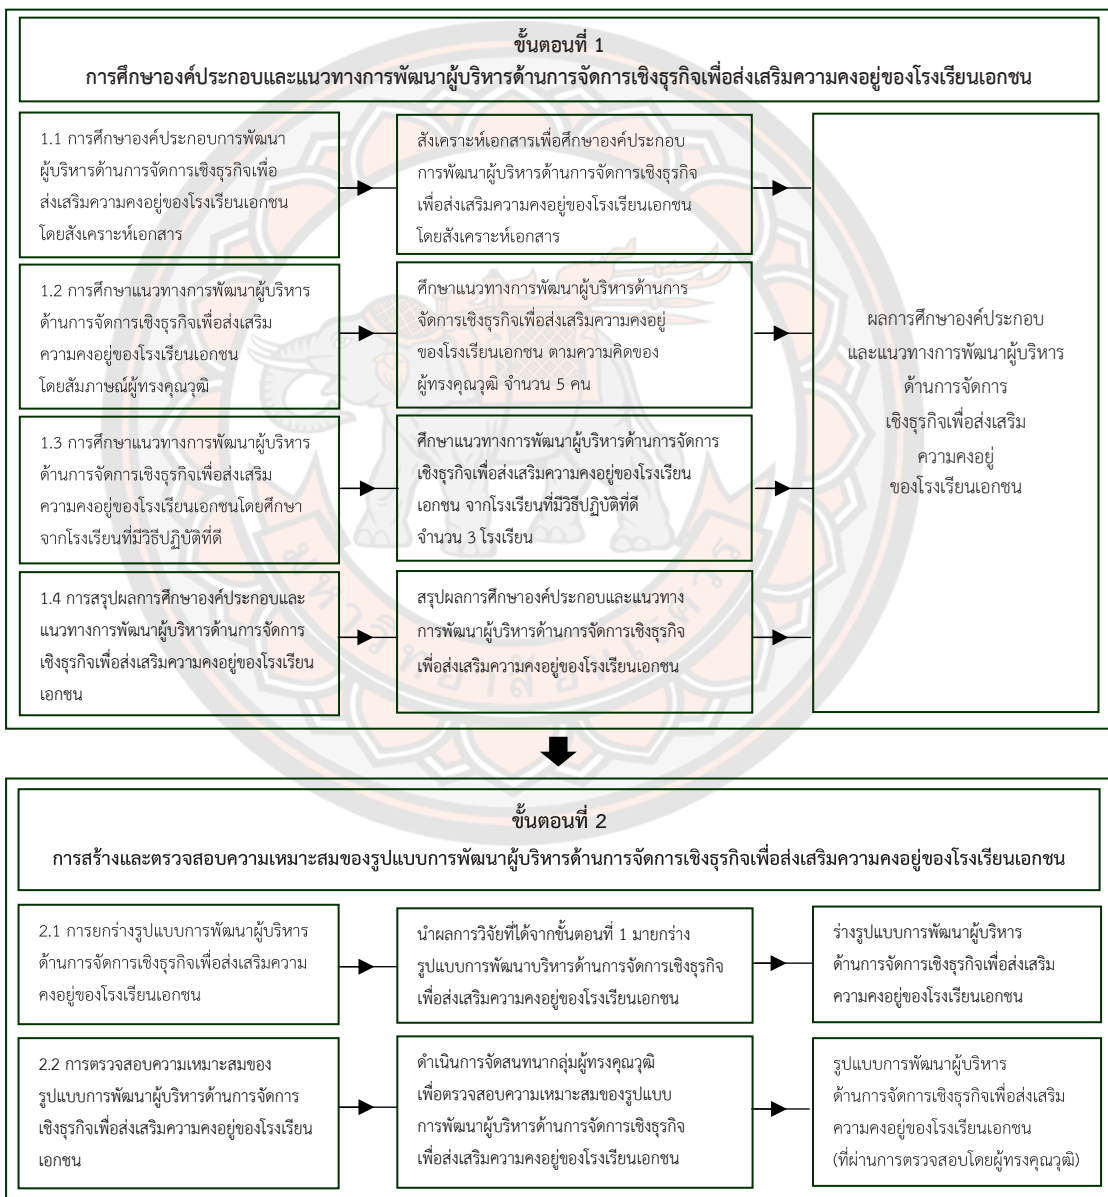 ขั้นตอนที่ 1
การศึกษาองค์ประกอบและแนวทางการพัฒนาผู้บริหารด้านการจัดการเชิงธุรกิจเพื่อส่งเสริมความคงอยู่ของโรงเรียนเอกชน
1.1 การศึกษาองค์ประกอบการพัฒนา
ผู้บริหารด้านการจัดการเชิงธุรกิจเพื่อ
ส่งเสริมความคงอยู่ของโรงเรียนเอกชน
โดยสังเคราะห์เอกสาร
สังเคราะห์เอกสารเพื่อศึกษาองค์ประกอบ
การพัฒนาผู้บริหารด้านการจัดการเชิงธุรกิจ
เพื่อส่งเสริมความคงอยู่ของโรงเรียนเอกชน
โดยสังเคราะห์เอกสาร
1.2 การศึกษาแนวทางการพัฒนาผู้บริหาร
ด้านการจัดการเชิงธุรกิจเพื่อส่งเสริม
ความคงอยู่ของโรงเรียนเอกชน
โดยสัมภาษณ์ผู้ทรงคุณวุฒิ
ศึกษาแนวทางการพัฒนาผู้บริหารด้านการ
จัดการเชิงธุรกิจเพื่อส่งเสริมความคงอยู่
ของโรงเรียนเอกชน ตามความคิดของ
ผู้ทรงคุณวุฒิ จำนวน 5 คน
1.3 การศึกษาแนวทางการพัฒนาผู้บริหาร
ด้านการจัดการเชิงธุรกิจเพื่อส่งเสริม
ความคงอยู่ของโรงเรียนเอกชนโดยศึกษา
จากโรงเรียนที่มีวิธีปฏิบัติที่ดี
ศึกษาแนวทางการพัฒนาผู้บริหารด้านการจัดการ
เชิงธุรกิจเพื่อส่งเสริมความคงอยู่ของโรงเรียน
เอกชน จากโรงเรียนที่มีวิธีปฏิบัติที่ดี
จำนวน 3 โรงเรียน
1.4 การสรุปผลการศึกษาองค์ประกอบและ
แนวทางการพัฒนาผู้บริหารด้านการจัดการ
เชิงธุรกิจเพื่อส่งเสริมความคงอยู่ของโรงเรียน
เอกชน
สรุปผลการศึกษาองค์ประกอบและแนวทาง
การพัฒนาผู้บริหารด้านการจัดการเชิงธุรกิจ
เพื่อส่งเสริมความคงอยู่ของโรงเรียนเอกชน
ผลการศึกษาองค์ประกอบ
และแนวทางการพัฒนาผู้บริหาร
ด้านการจัดการ
เชิงธุรกิจเพื่อส่งเสริม
ความคงอยู่
ของโรงเรียนเอกชน
มหาวิทยาลัยนเรศวร
ขั้นตอนที่ 2
การสร้างและตรวจสอบความเหมาะสมของรูปแบบการพัฒนาผู้บริหารด้านการจัดการเชิงธุรกิจเพื่อส่งเสริมความคงอยู่ของโรงเรียนเอกชน
2.1 การยกร่างรูปแบบการพัฒนาผู้บริหาร
ด้านการจัดการเชิงธุรกิจเพื่อส่งเสริมความ
คงอยู่ของโรงเรียนเอกชน
นำผลการวิจัยที่ได้จากขั้นตอนที่ 1 มายกร่าง
รูปแบบการพัฒนาบริหารด้านการจัดการเชิงธุรกิจ
เพื่อส่งเสริมความคงอยู่ของโรงเรียนเอกชน
ร่างรูปแบบการพัฒนาผู้บริหาร
ด้านการจัดการเชิงธุรกิจเพื่อส่งเสริม
ความคงอยู่ของโรงเรียนเอกชน
2.2 การตรวจสอบความเหมาะสมของ
รูปแบบการพัฒนาผู้บริหารด้านการจัดการ
เชิงธุรกิจเพื่อส่งเสริมความคงอยู่ของโรงเรียน
เอกชน
ดำเนินการจัดสนทนากลุ่มผู้ทรงคุณวุฒิ
เพื่อตรวจสอบความเหมาะสมของรูปแบบ
การพัฒนาผู้บริหารด้านการจัดการเชิงธุรกิจ
เพื่อส่งเสริมความคงอยู่ของโรงเรียนเอกชน
รูปแบบการพัฒนาผู้บริหาร
ด้านการจัดการเชิงธุรกิจเพื่อส่งเสริม
ความคงอยู่ของโรงเรียนเอกชน
(ที่ผ่านการตรวจสอบโดยผู้ทรงคุณวุฒิ)